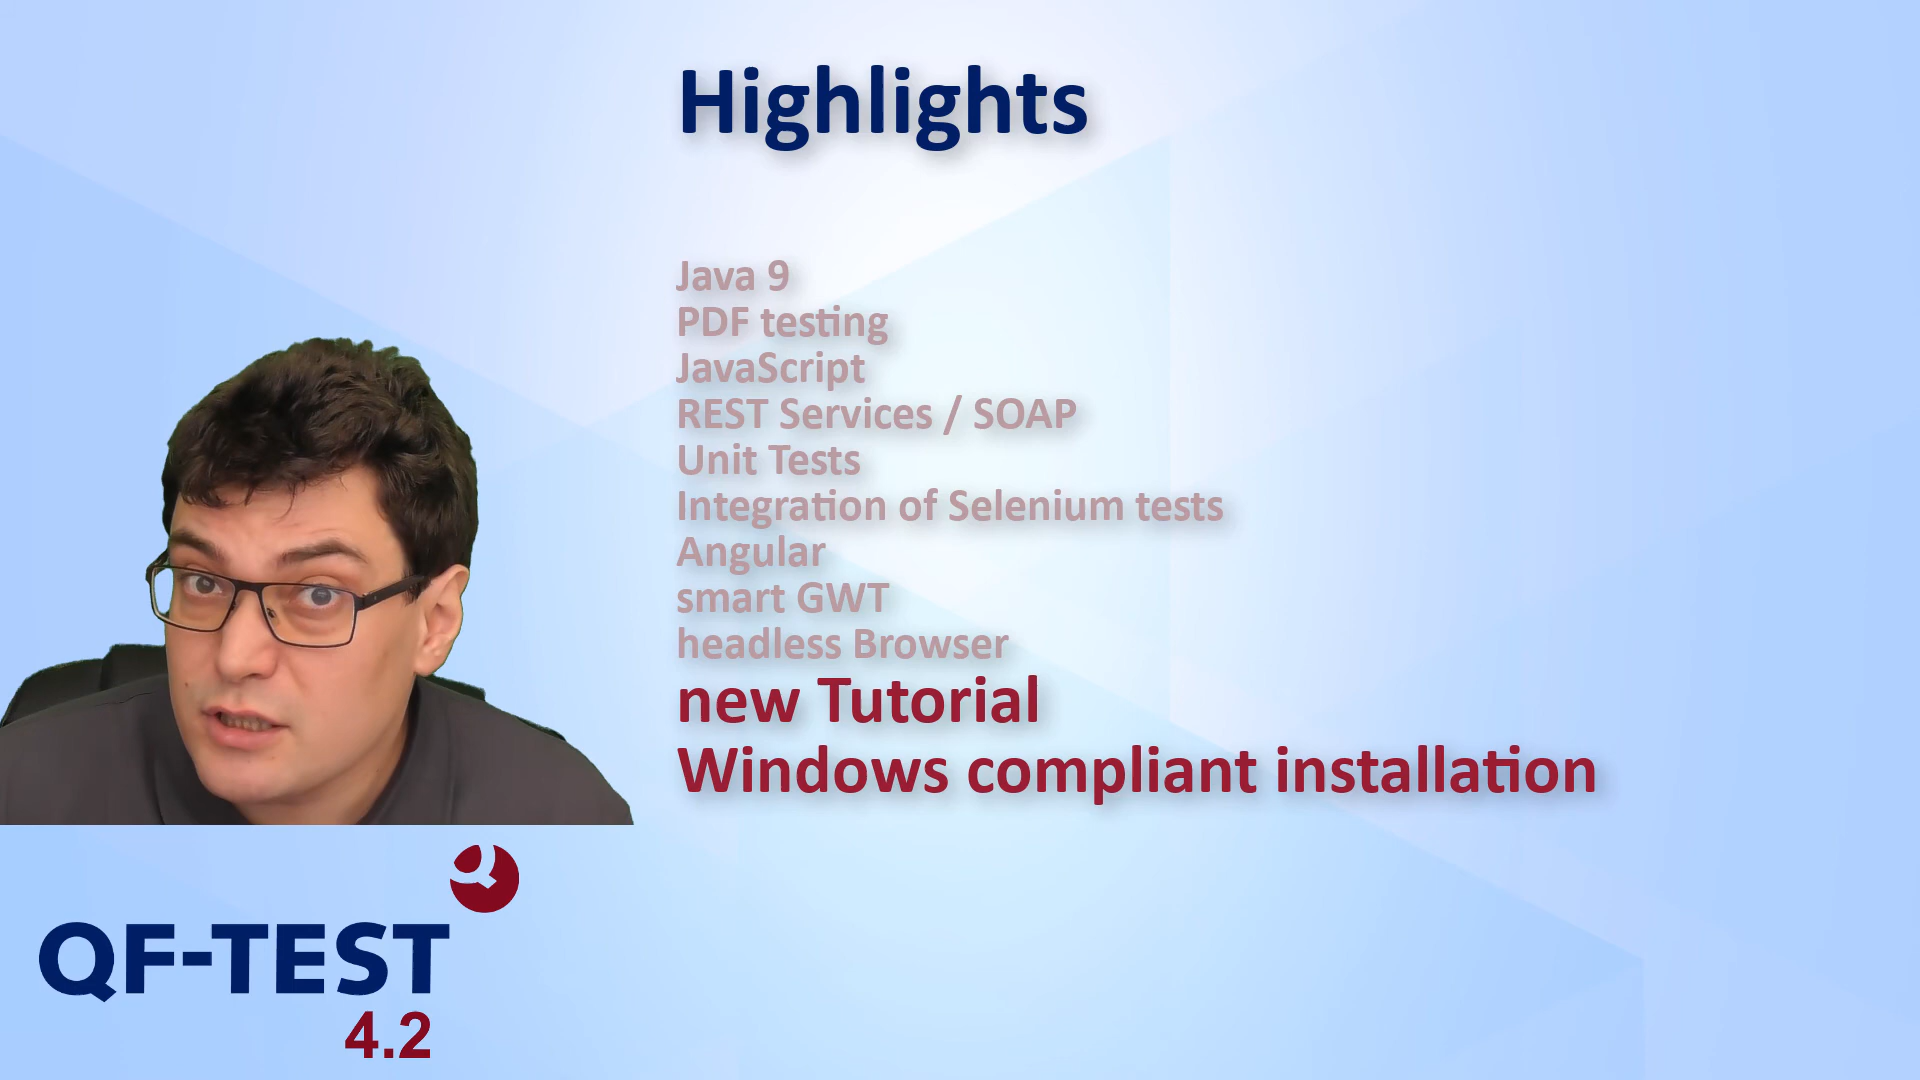 Highlights
Java 9
PDF testing
JavaScript
REST Services / SOAP
Unit Tests
Integration of Selenium tests
Angular
smart GWT
headless Browser
new Tutorial
Windows compliant installation
QF-TEST
4.2